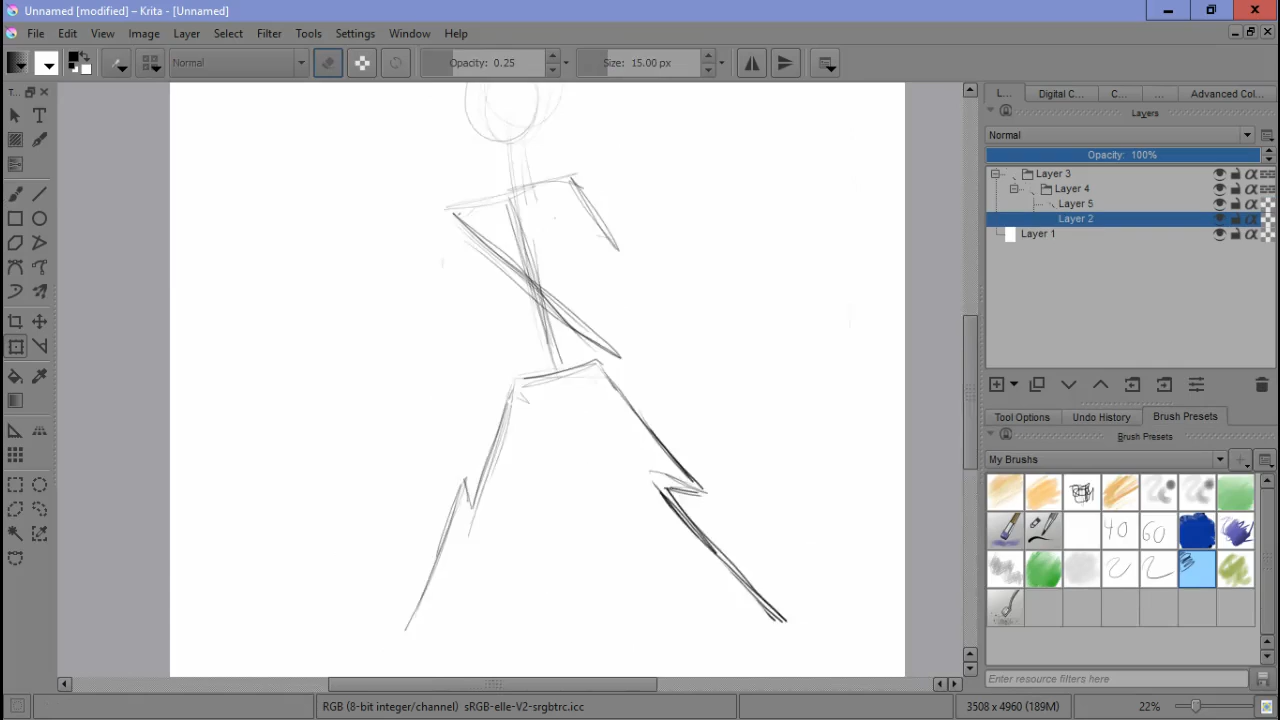 Unnamed [modified] – Krita - [Unnamed]
File Edit View Image Layer Select Filter Tools Settings Window Help
Normal Opacity: 0.25 Size: 15.00 px
T... L... Digital C... C... ... Advanced Col...
Layers
Normal
Opacity: 100%
Layer 3
Layer 4
Layer 5
Layer 2
Layer 1
Tool Options Undo History Brush Presets
Brush Presets
My Brushes
40 60
Enter resource filters here
RGB (8-bit integer/channel) sRGB-elle-V2-srgbtrc.icc 3508 x 4960 (189M) 22%